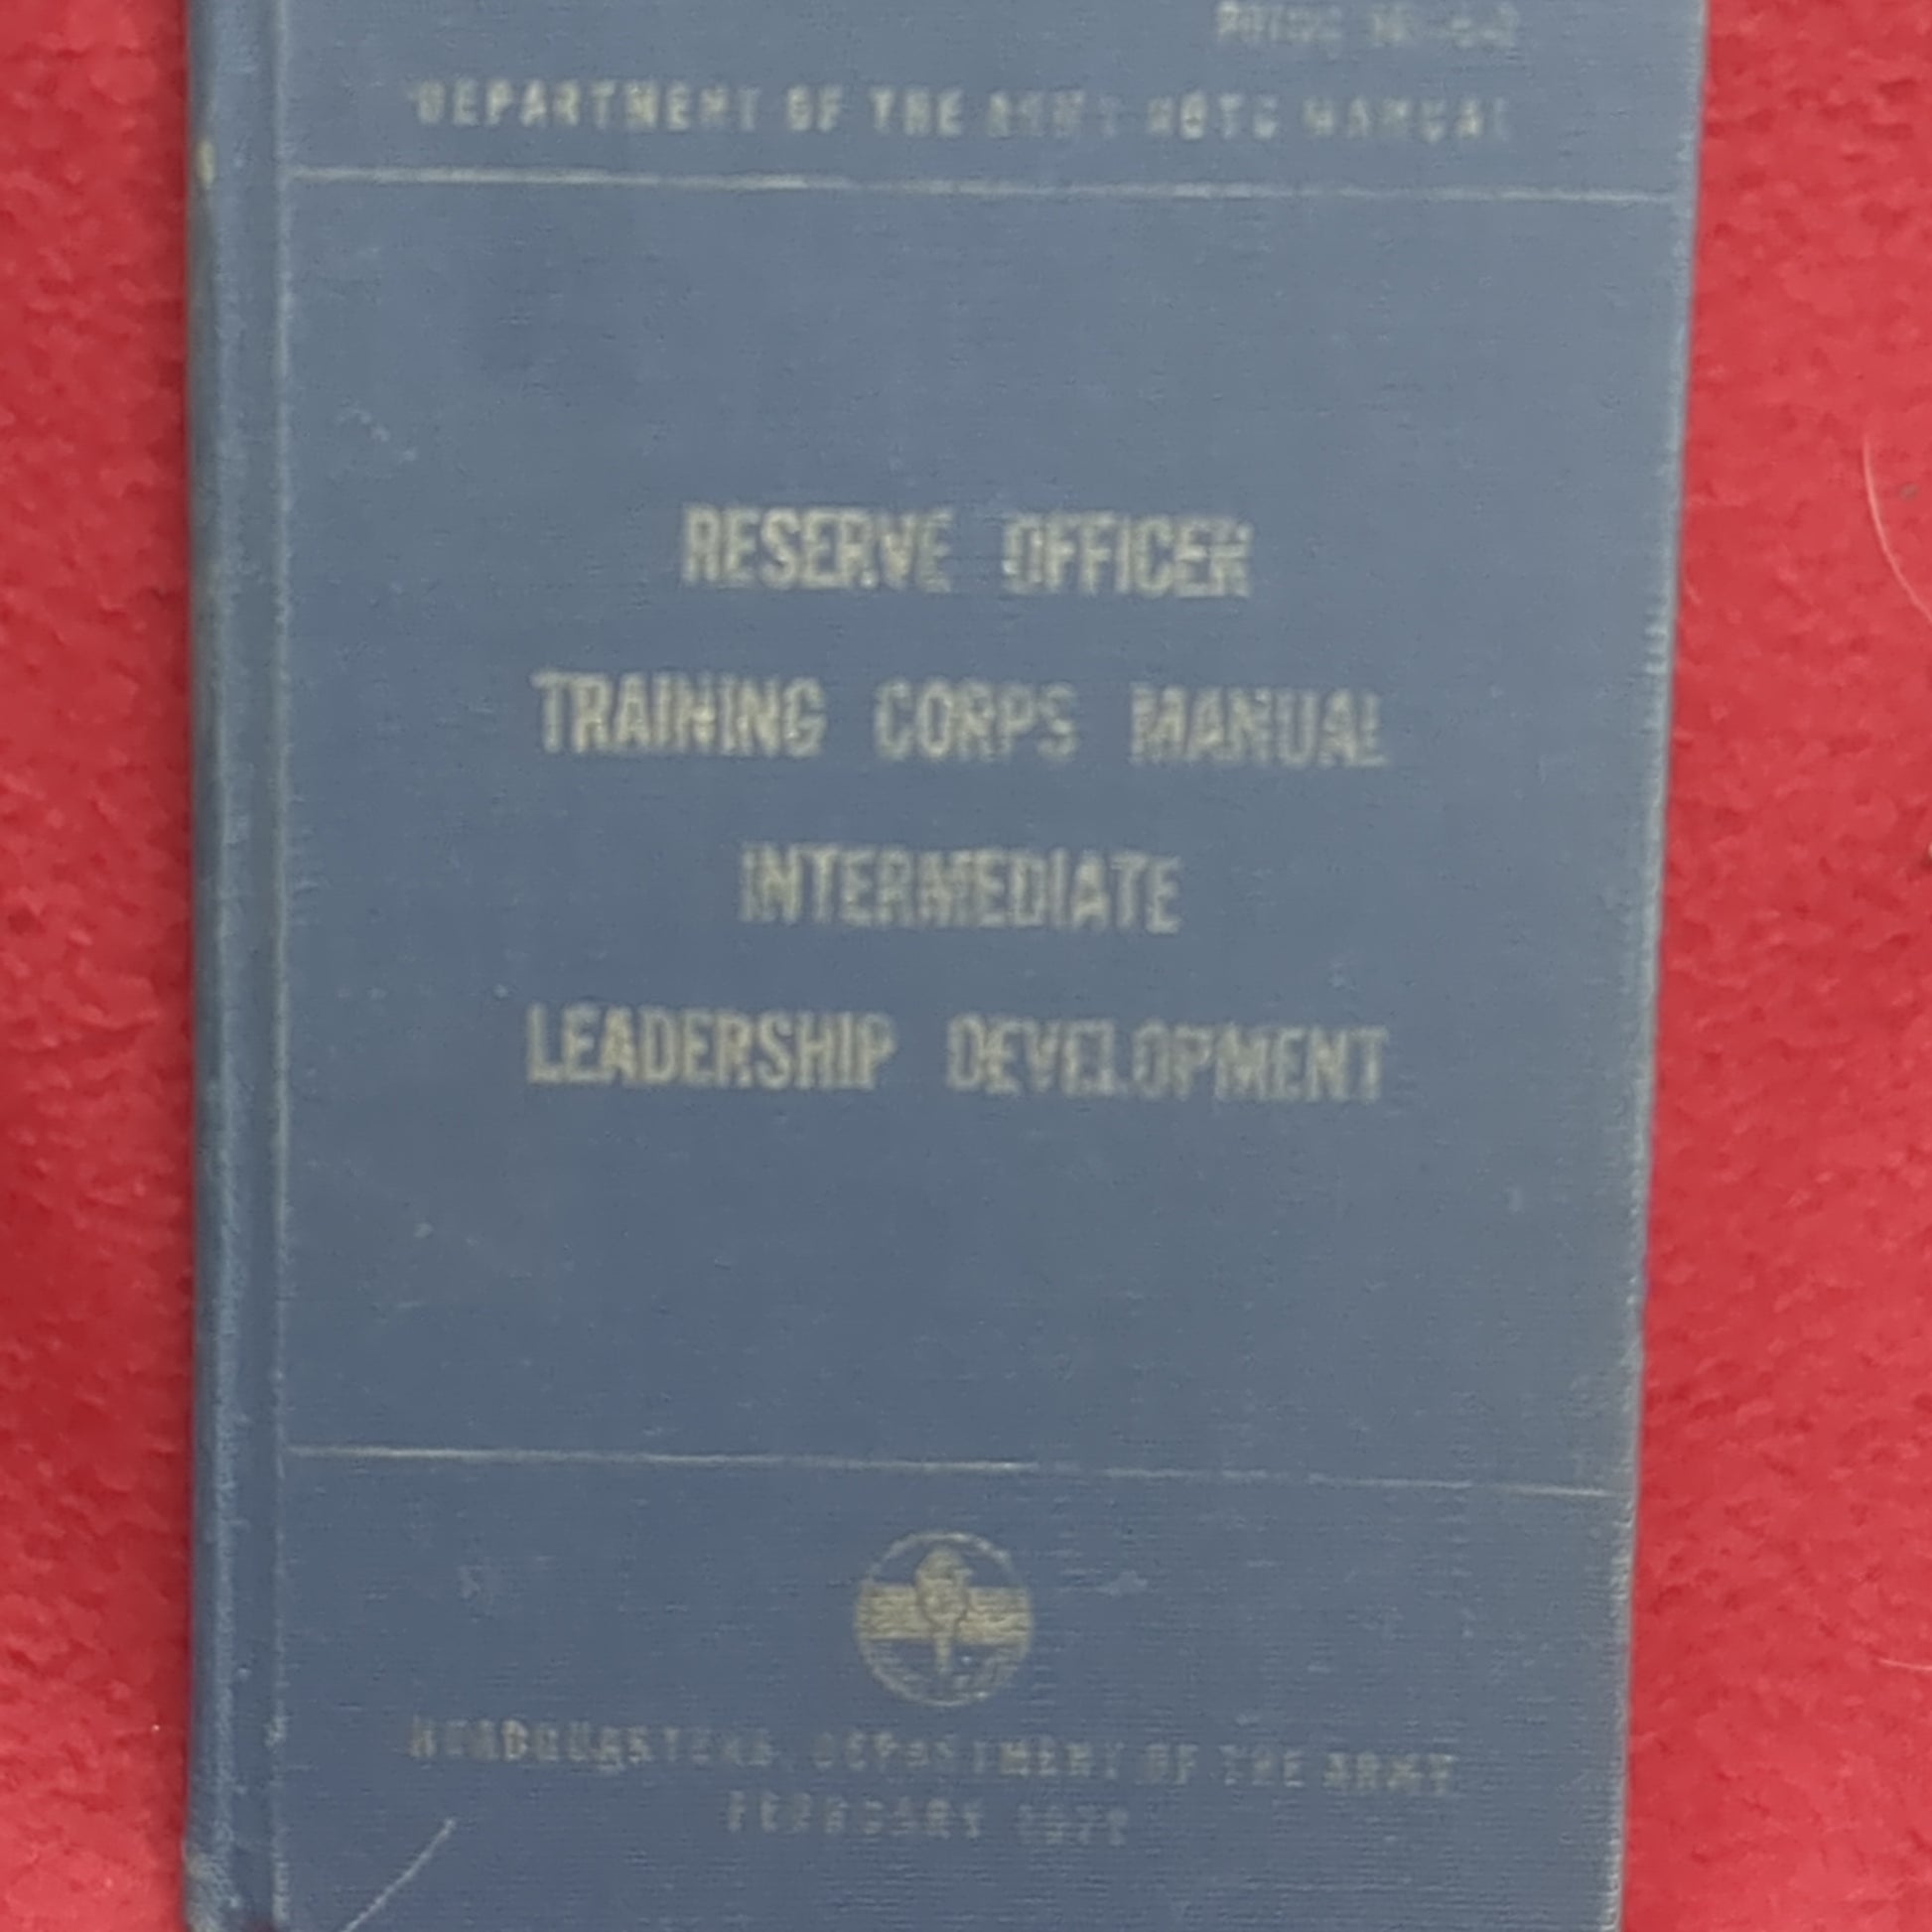 DEPARTMENT OF THE ARMY ROTC MANUAL
RESERVE OFFICER
TRAINING CORPS MANUAL
INTERMEDIATE
LEADERSHIP DEVELOPMENT
HEADQUARTERS, DEPARTMENT OF THE ARMY
FEBRUARY